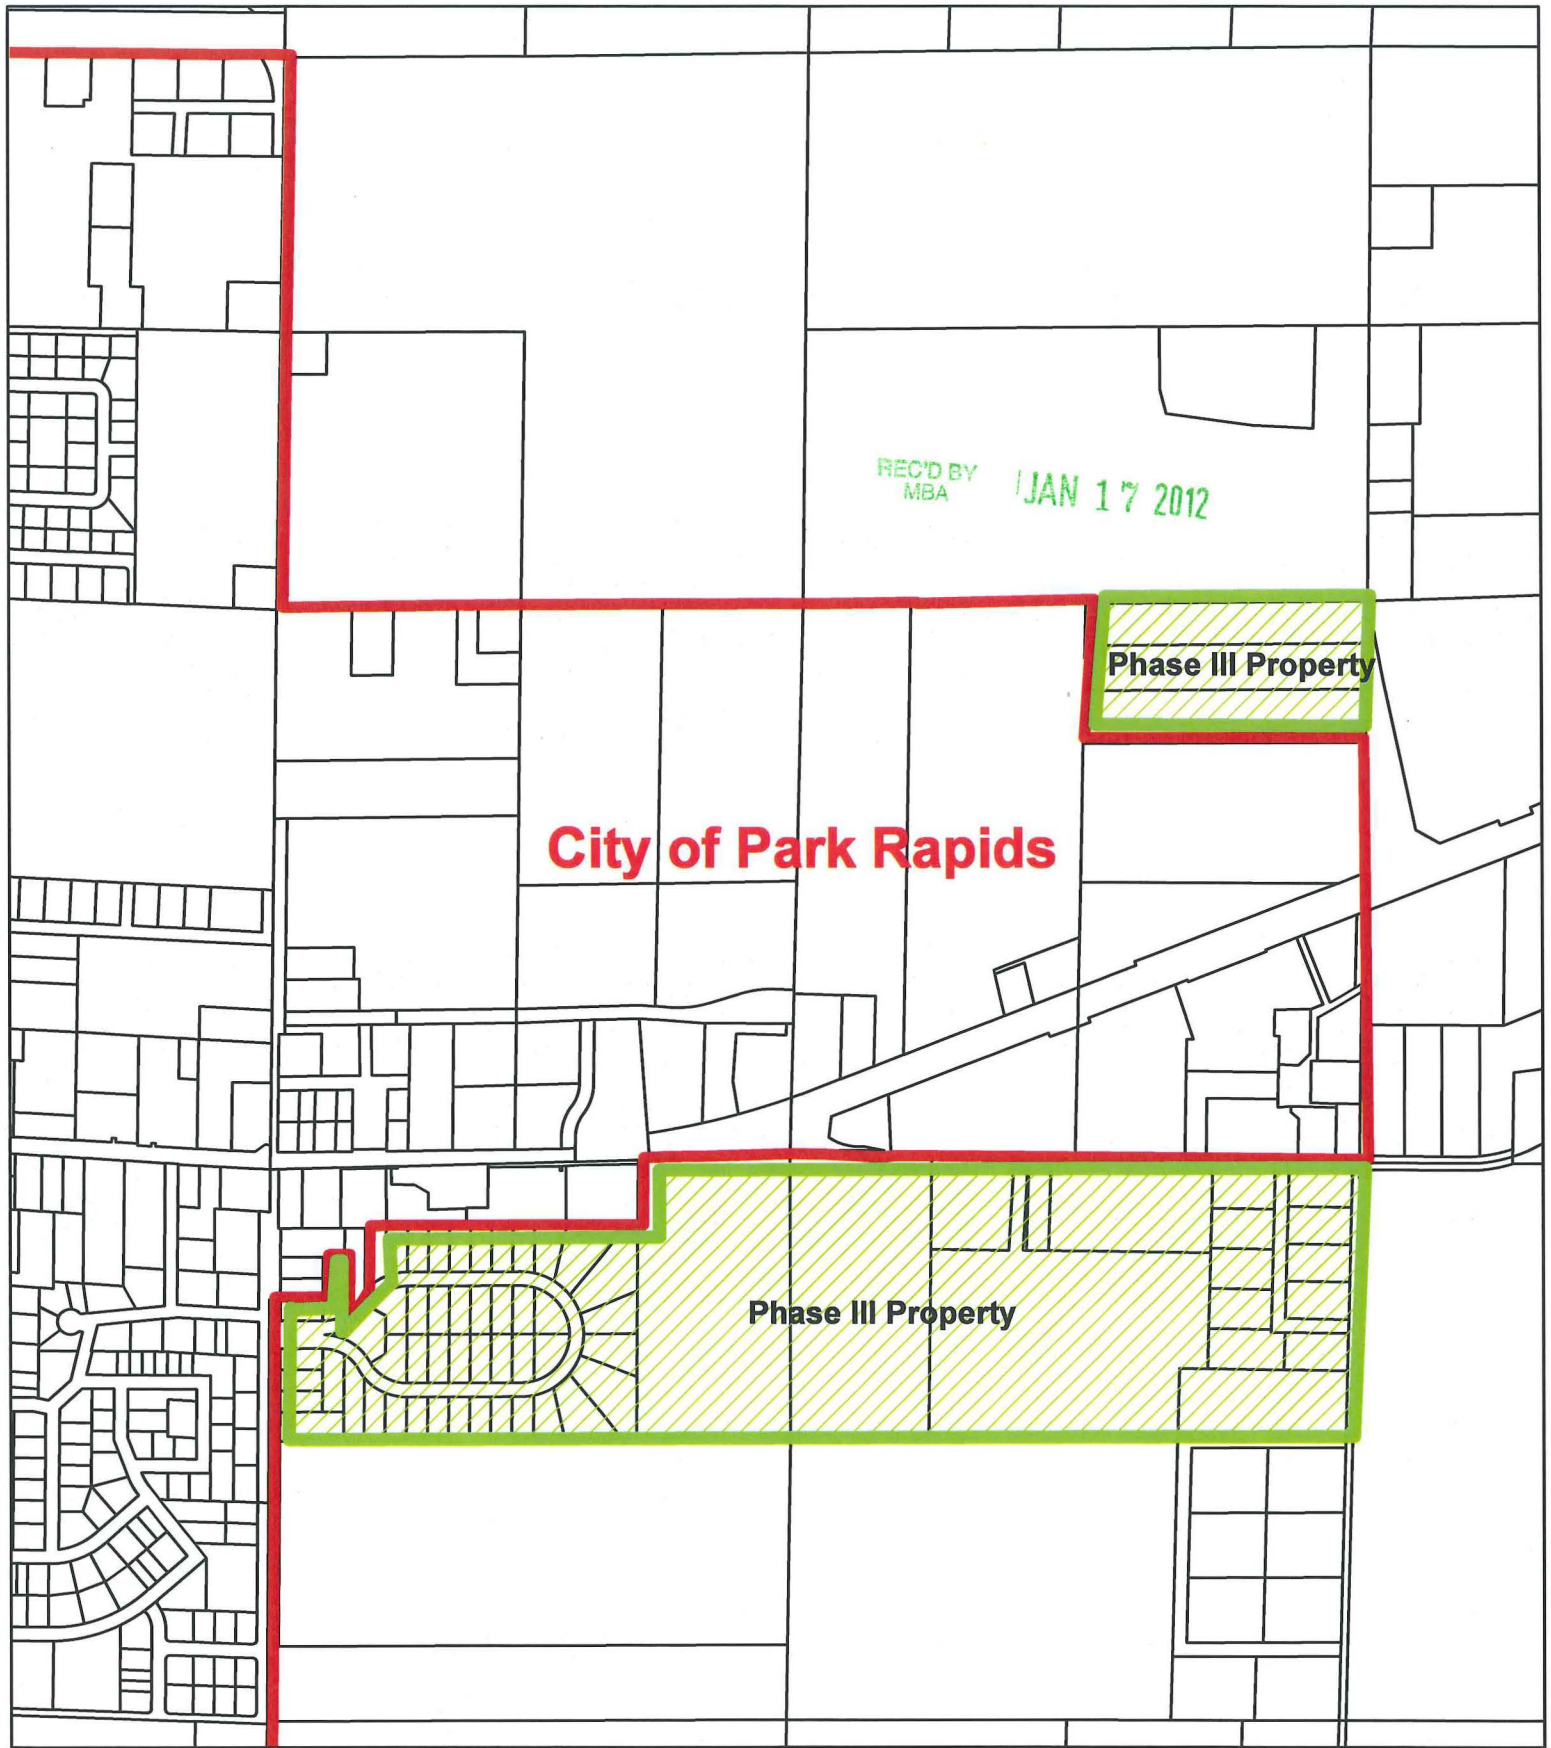 REC'D BY
MBA
JAN 17 2012
Phase III Property
City of Park Rapids
Phase III Property